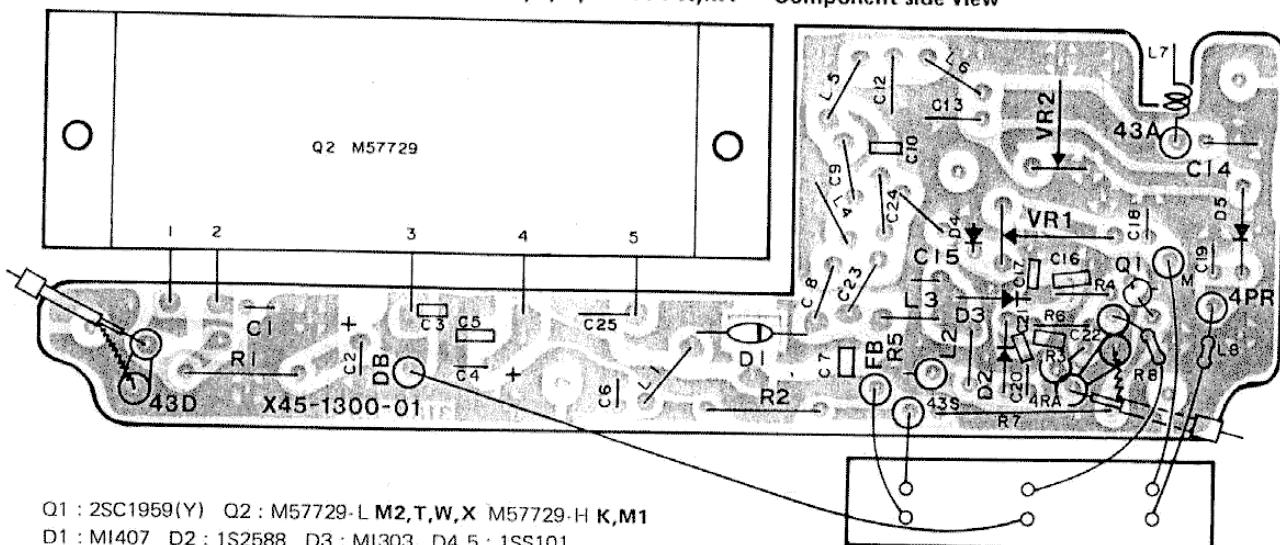 Component side view
L5
C12
L6
L7
C13
VR2
43A
Q2 M57729
C10
C9
C14
L4
C24
D5
1 2 3 4 5
D4
VR1
C18
C15
C17
C16
Q1
C19
M
4PR
C8
C23
R4
C1
C3
C5
C25
L3
D3
C21
R6
C22
+
C2
DB
C4
+
D1
C7
FB
R5
L2
R3
L8
R1
C6
L1
R2
D2
C20
4RA
R8
43D
X45-1300-01
43S
R7
Q1 : 2SC1959(Y) Q2 : M57729-L M2,T,W,X M57729-H K,M1
D1 : MI407 D2 : 1S2588 D3 : MI303 D4,5 : 1SS101